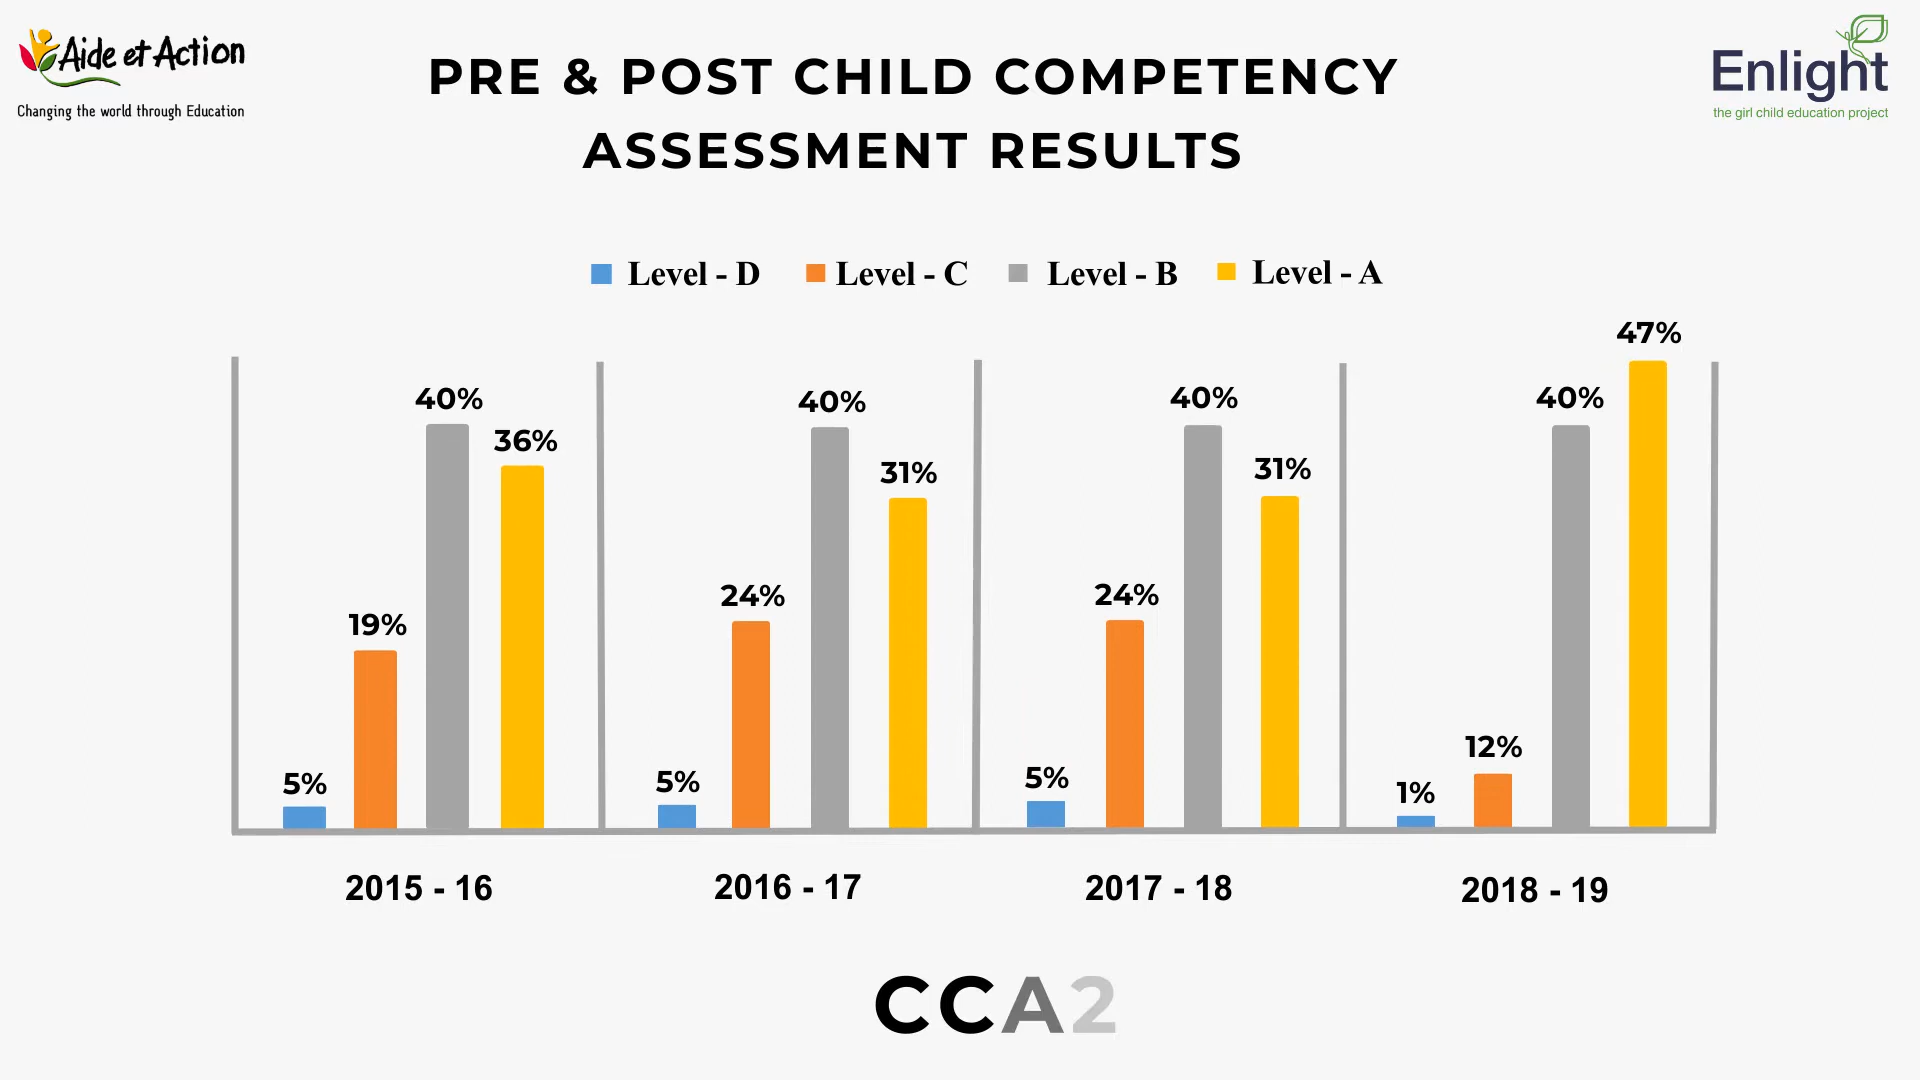 Aide et Action
Changing the world through Education
PRE & POST CHILD COMPETENCY
ASSESSMENT RESULTS
Enlight
the girl child education project
Level - D Level - C Level - B Level - A
5% 19% 40% 36%
5% 24% 40% 31%
5% 24% 40% 31%
1% 12% 40% 47%
2015 - 16 2016 - 17 2017 - 18 2018 - 19
CCA2